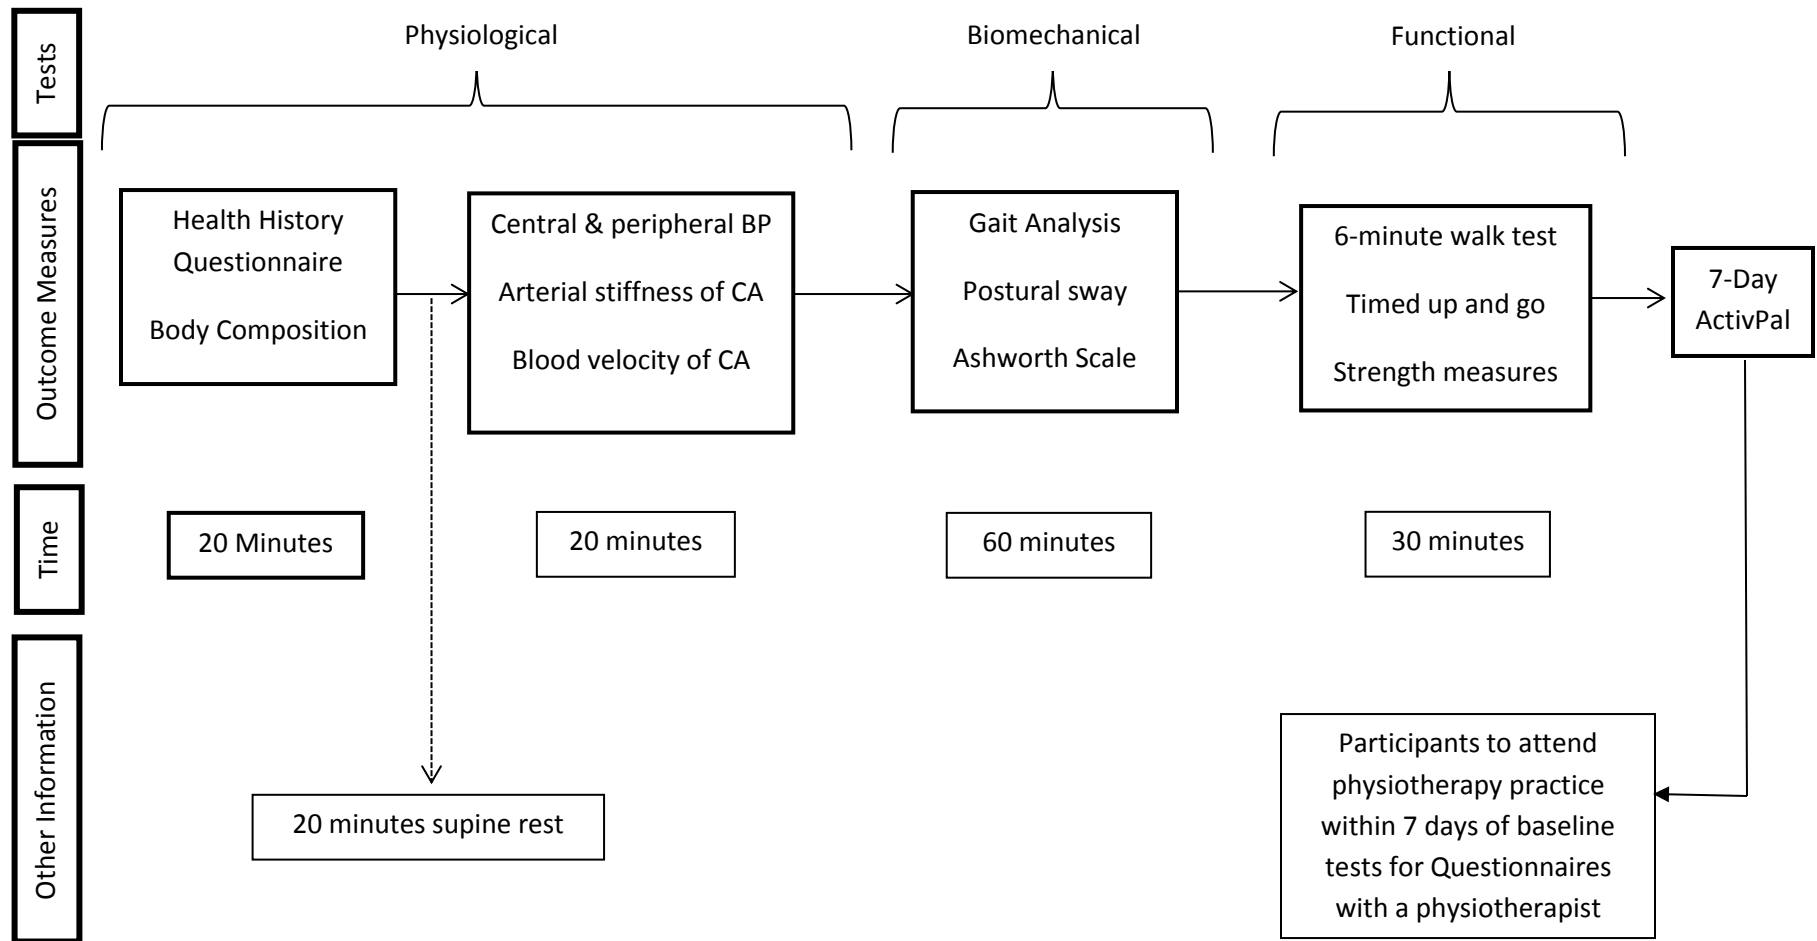 Tests
Physiological
Biomechanical
Functional
Outcome Measures
Health History
Questionnaire
Body Composition
Central & peripheral BP
Arterial stiffness of CA
Blood velocity of CA
Gait Analysis
Postural sway
Ashworth Scale
6-minute walk test
Timed up and go
Strength measures
7-Day
ActivPal
Time
20 Minutes
20 minutes
60 minutes
30 minutes
Other Information
20 minutes supine rest
Participants to attend
physiotherapy practice
within 7 days of baseline
tests for Questionnaires
with a physiotherapist